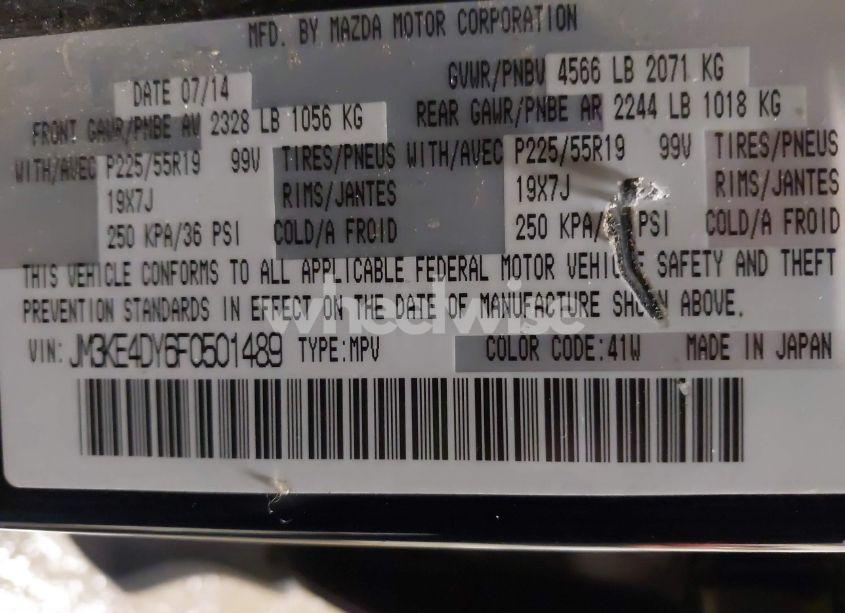 MFD. BY MAZDA MOTOR CORPORATION
DATE 07/14 GVWR/PNBV 4566 LB 2071 KG
FRONT GAWR/PNBE AV 2328 LB 1056 KG REAR GAWR/PNBE AR 2244 LB 1018 KG
WITH/AVEC P225/55R19 99V TIRES/PNEUS WITH/AVEC P225/55R19 99V TIRES/PNEUS
19X7J RIMS/JANTES 19X7J RIMS/JANTES
250 KPA/36 PSI COLD/A FROID 250 KPA/ PSI COLD/A FROID
THIS VEHICLE CONFORMS TO ALL APPLICABLE FEDERAL MOTOR VEHICLE SAFETY AND THEFT
PREVENTION STANDARDS IN EFFECT ON THE DATE OF MANUFACTURE SHOWN ABOVE.
wheelwise
VIN: JM3KE4DY6F0501489 TYPE:MPV COLOR CODE:41W MADE IN JAPAN